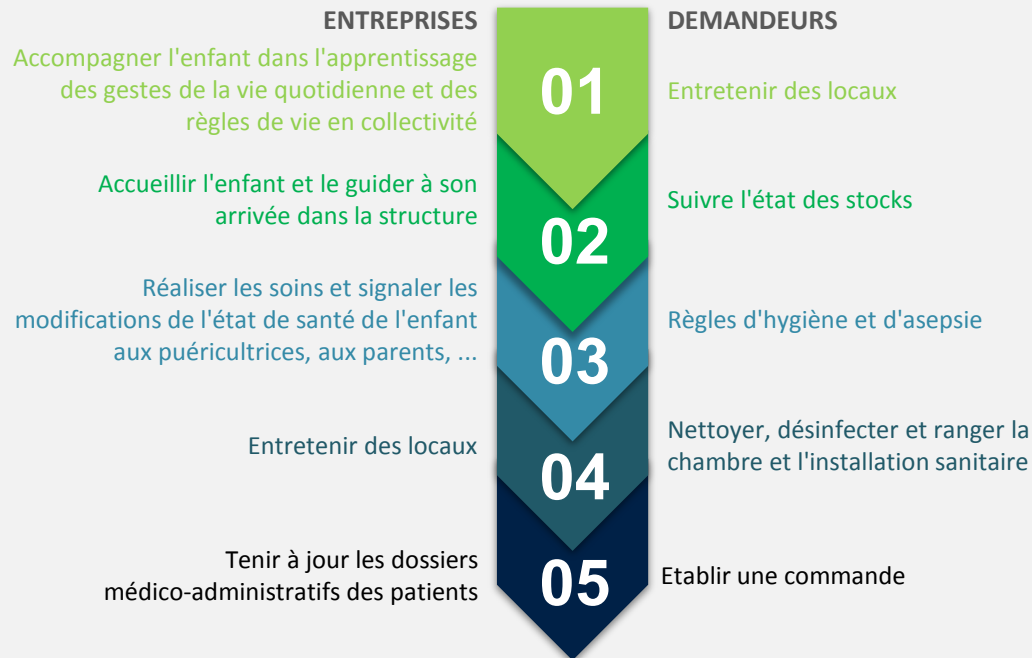 ENTREPRISES
DEMANDEURS
Accompagner l'enfant dans l'apprentissage
des gestes de la vie quotidienne et des
règles de vie en collectivité
01
Entretenir des locaux
Accueillir l'enfant et le guider à son
arrivée dans la structure
02
Suivre l'état des stocks
Réaliser les soins et signaler les
modifications de l'état de santé de l'enfant
aux puéricultrices, aux parents, ...
03
Règles d'hygiène et d'asepsie
Entretenir des locaux
04
Nettoyer, désinfecter et ranger la
chambre et l'installation sanitaire
Tenir à jour les dossiers
médico-administratifs des patients
05
Etablir une commande